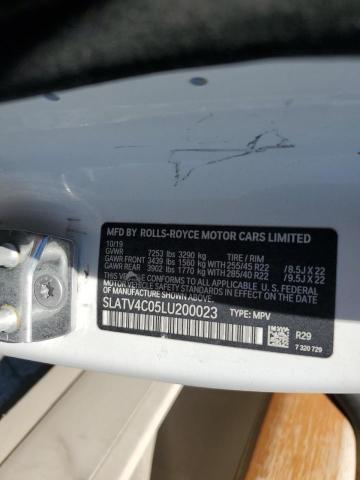 MFD BY ROLLS-ROYCE MOTOR CARS LIMITED
10/19
GVWR 7253 lbs 3290 kg TIRE / RIM
GAWR FRONT 3439 lbs 1560 kg WITH 255/45 R22 / 8.5J X 22
GAWR REAR 3902 lbs 1770 kg WITH 285/40 R22 / 9.5J X 22
THIS VEHICLE CONFORMS TO ALL APPLICABLE U.S. FEDERAL
MOTOR VEHICLE SAFETY STANDARDS IN EFFECT ON THE DATE OF
MANUFACTURE SHOWN ABOVE.
SLATV4C05LU200023 TYPE: MPV
R29
7 320 729